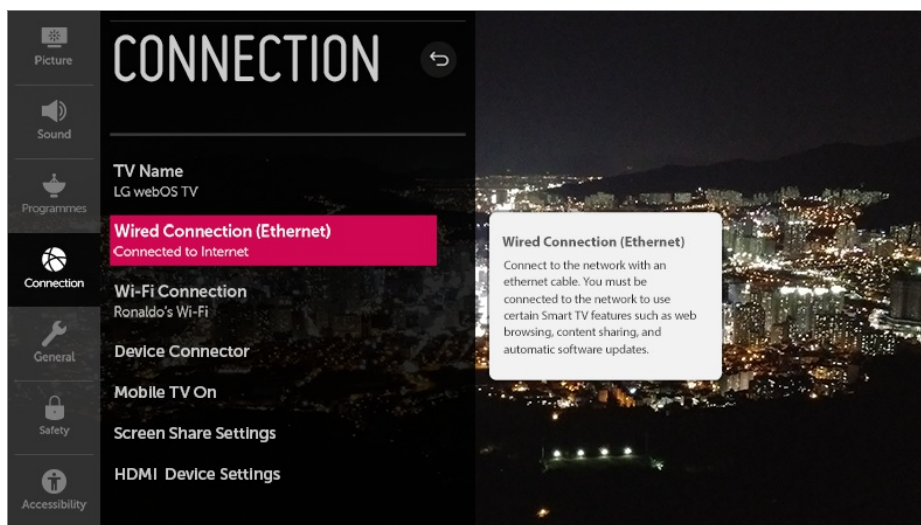 Picture
Sound
Programmes
Connection
General
Safety
Accessibility
CONNECTION
TV Name
LG webOS TV
Wired Connection (Ethernet)
Connected to Internet
Wi-Fi Connection
Ronaldo's Wi-Fi
Device Connector
Mobile TV On
Screen Share Settings
HDMI Device Settings
Wired Connection (Ethernet)
Connect to the network with an
ethernet cable. You must be
connected to the network to use
certain Smart TV features such as web
browsing, content sharing, and
automatic software updates.